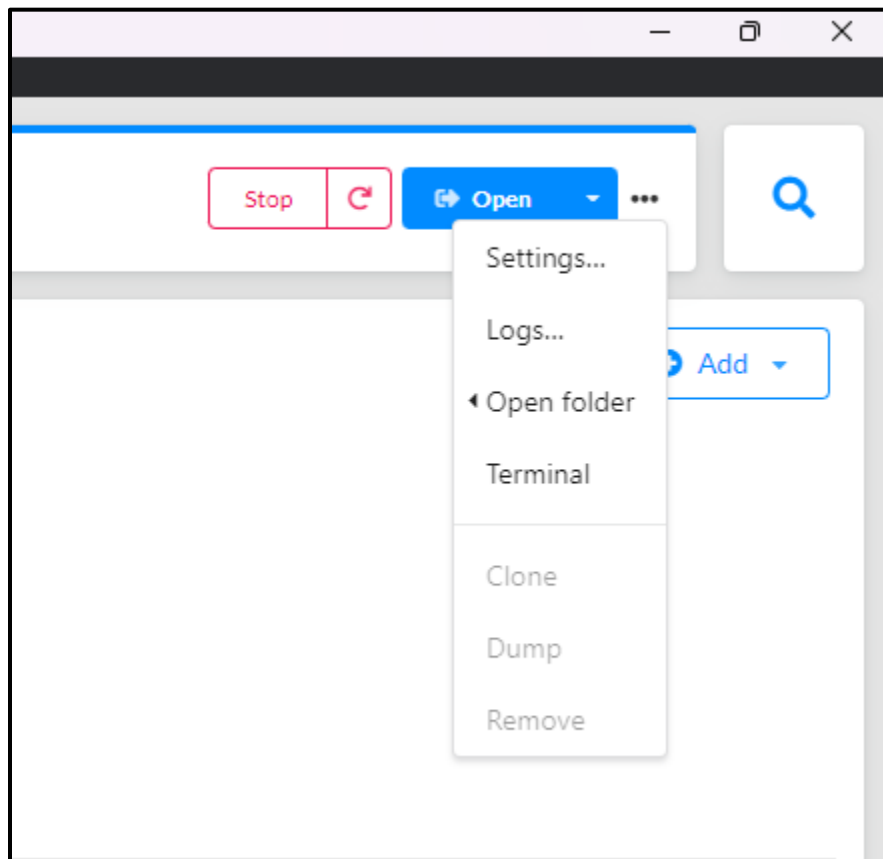 Stop
Open
Settings...
Logs...
Add
Open folder
Terminal
Clone
Dump
Remove